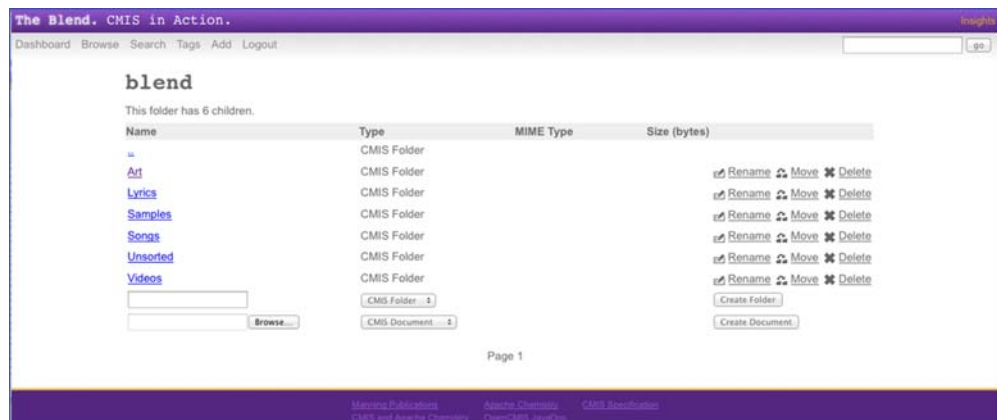 The Blend. CMIS in Action. Insights
Dashboard Browse Search Tags Add Logout go
blend
This folder has 6 children.
Name Type MIME Type Size (bytes)
.. CMIS Folder
Art CMIS Folder Rename Move Delete
Lyrics CMIS Folder Rename Move Delete
Samples CMIS Folder Rename Move Delete
Songs CMIS Folder Rename Move Delete
Unsorted CMIS Folder Rename Move Delete
Videos CMIS Folder Rename Move Delete
CMIS Folder Create Folder
Browse... CMIS Document Create Document
Page 1
Manning Publications Apache Chemistry CMIS Specification
CMIS and Apache Chemistry OpenCMIS JavaDoc